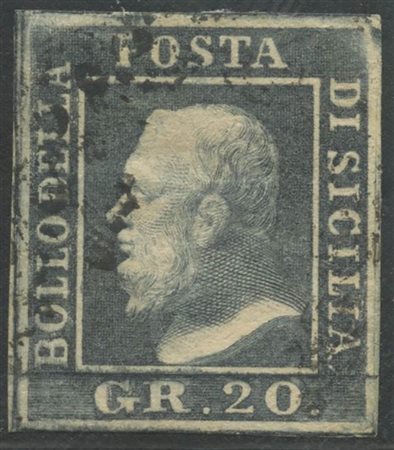 BOLLO DELLA
POSTA
DI SICILIA
GR. 20.